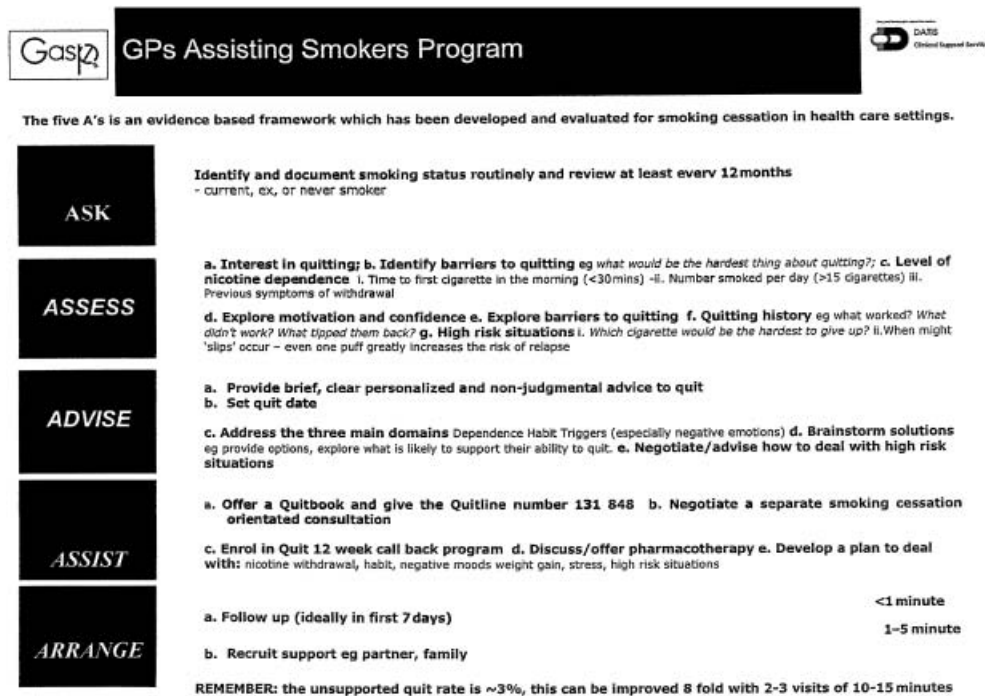 Gasp
GPs Assisting Smokers Program
DATIS
Clinical Support Servi
The five A's is an evidence based framework which has been developed and evaluated for smoking cessation in health care settings.
ASK
Identify and document smoking status routinely and review at least every 12months
- current, ex, or never smoker
ASSESS
a. Interest in quitting; b. Identify barriers to quitting eg what would be the hardest thing about quitting?; c. Level of
nicotine dependence i. Time to first cigarette in the morning (<30mins) -ii. Number smoked per day (>15 cigarettes) iii.
Previous symptoms of withdrawal
d. Explore motivation and confidence e. Explore barriers to quitting f. Quitting history eg what worked? What
didn't work? What tipped them back? g. High risk situations i. Which cigarette would be the hardest to give up? ii.When might
'slips' occur – even one puff greatly increases the risk of relapse
ADVISE
a. Provide brief, clear personalized and non-judgmental advice to quit
b. Set quit date
c. Address the three main domains Dependence Habit Triggers (especially negative emotions) d. Brainstorm solutions
eg provide options, explore what is likely to support their ability to quit. e. Negotiate/advise how to deal with high risk
situations
ASSIST
a. Offer a Quitbook and give the Quitline number 131 848 b. Negotiate a separate smoking cessation
orientated consultation
c. Enrol in Quit 12 week call back program d. Discuss/offer pharmacotherapy e. Develop a plan to deal
with: nicotine withdrawal, habit, negative moods weight gain, stress, high risk situations
ARRANGE
a. Follow up (ideally in first 7days)
<1 minute
1–5 minute
b. Recruit support eg partner, family
REMEMBER: the unsupported quit rate is ~3%, this can be improved 8 fold with 2-3 visits of 10-15 minutes